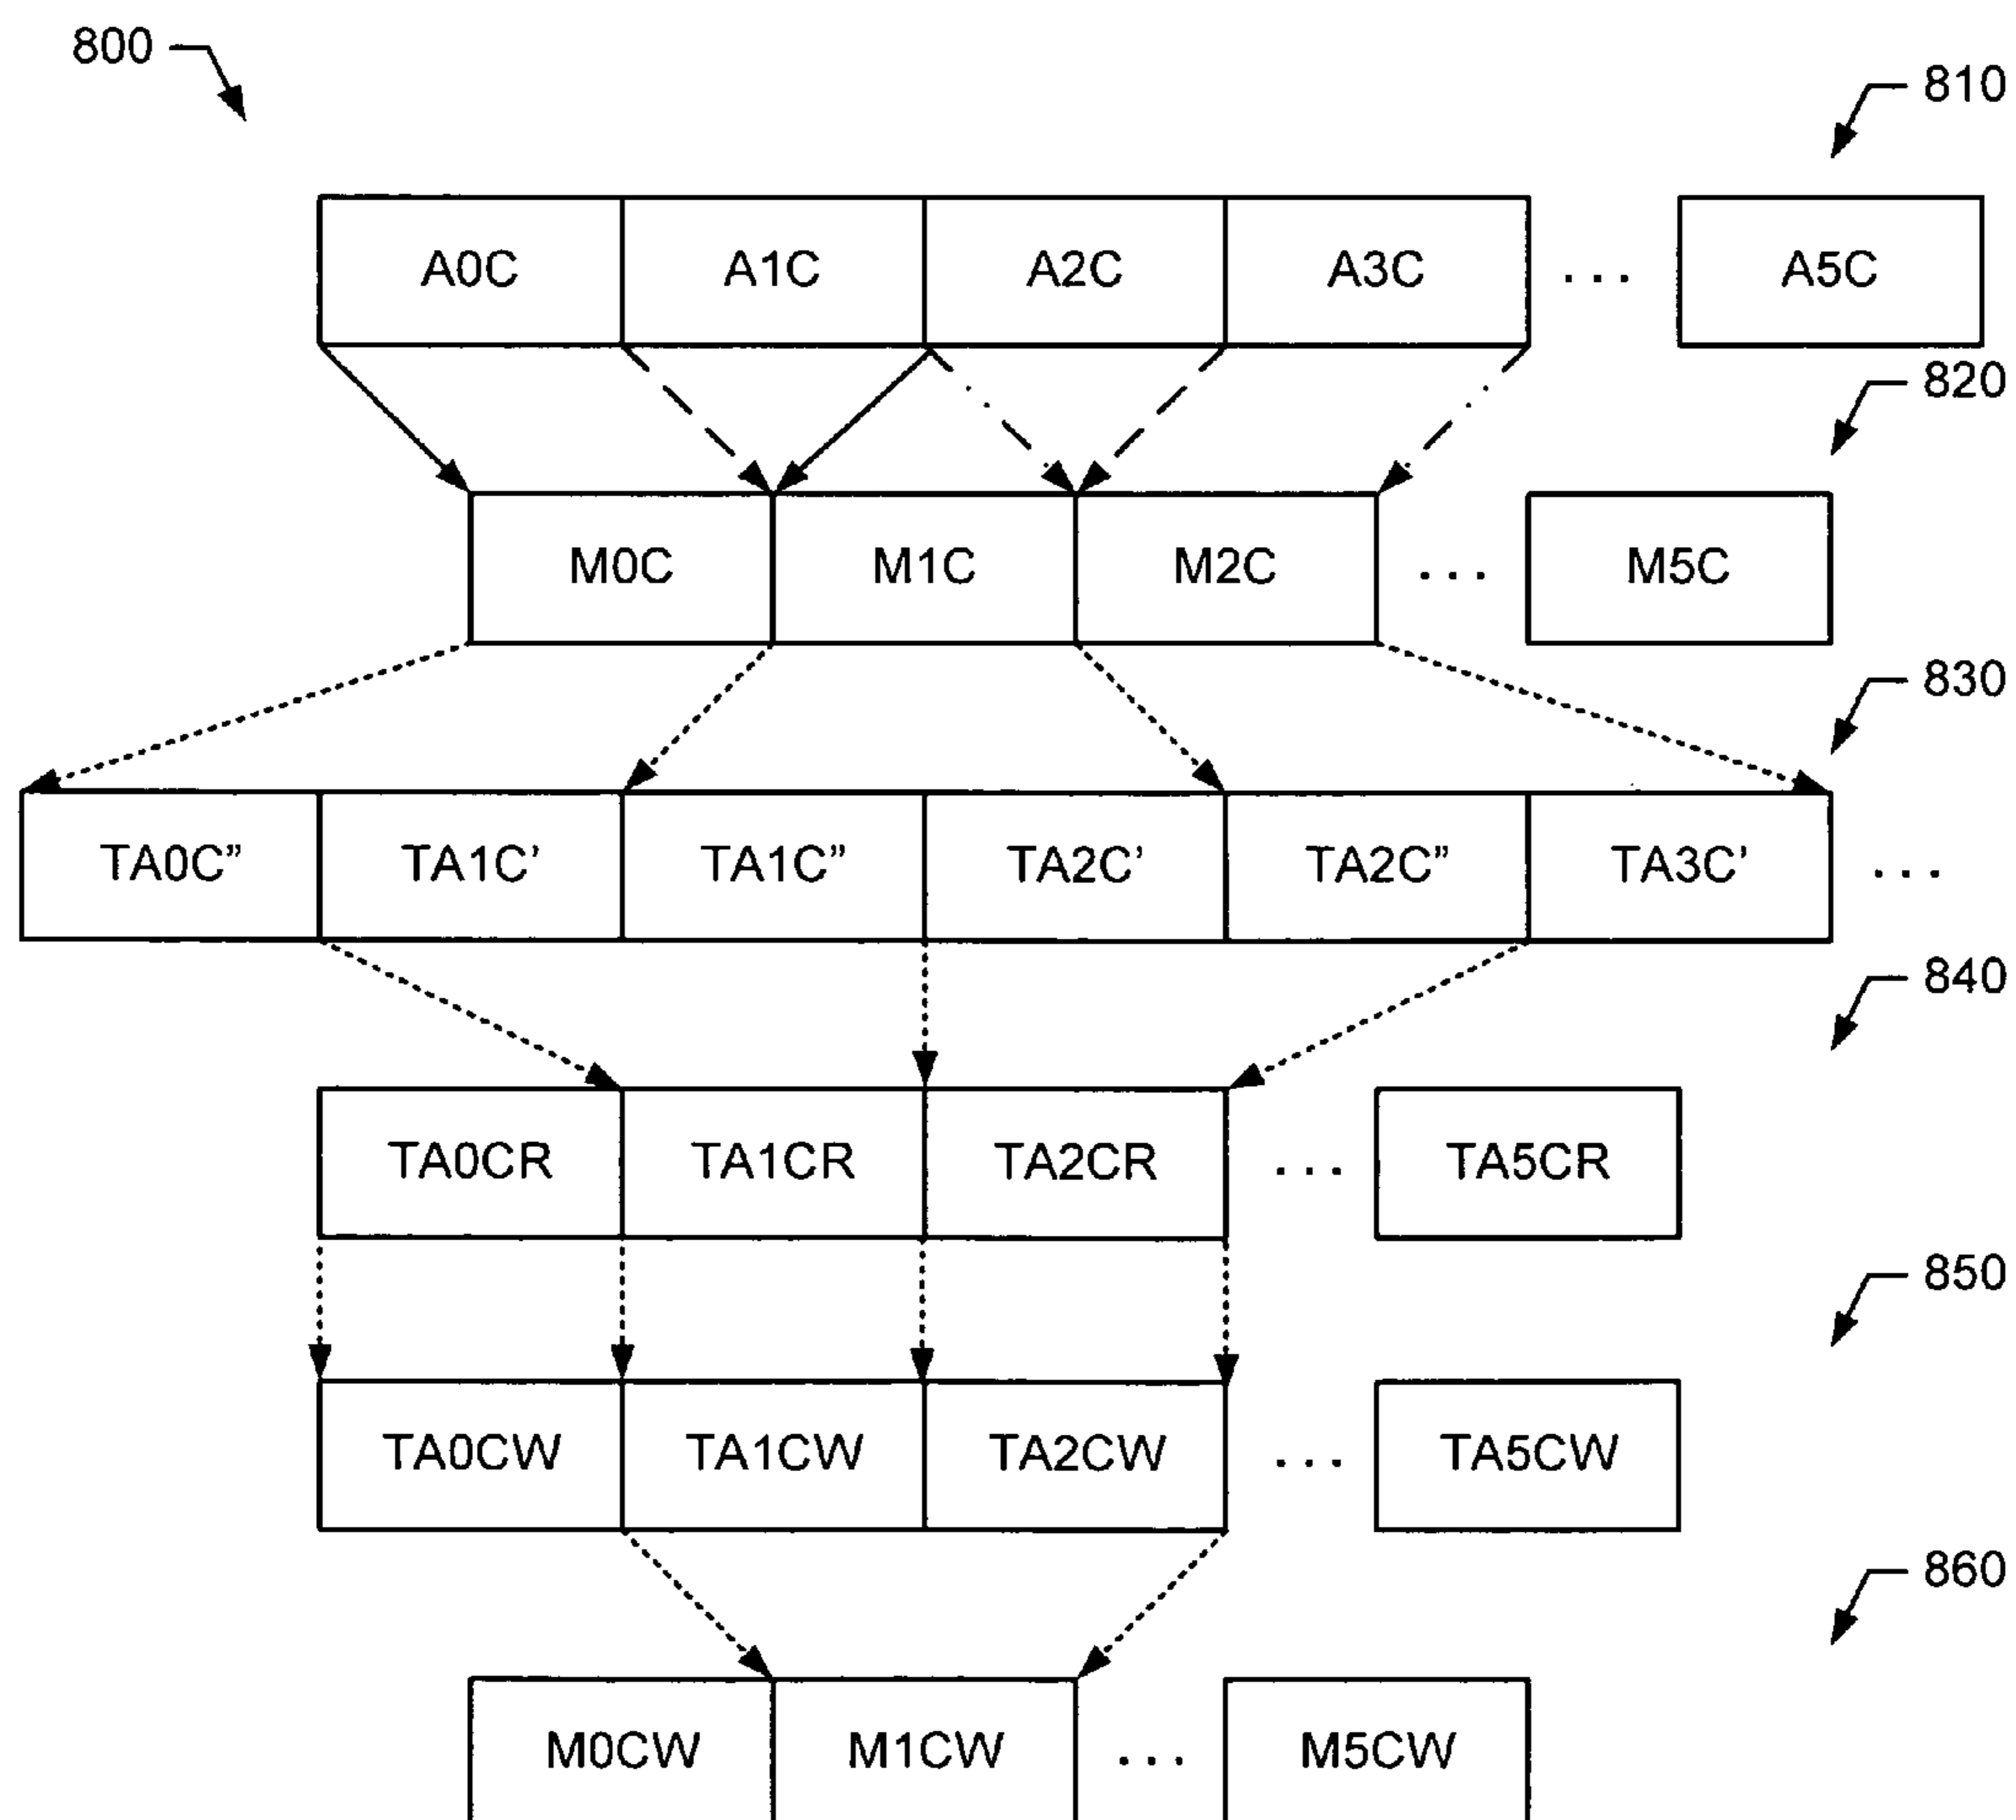 800
810
A0C A1C A2C A3C ... A5C
820
M0C M1C M2C ... M5C
830
TA0C” TA1C’ TA1C” TA2C’ TA2C” TA3C’ ...
840
TA0CR TA1CR TA2CR ... TA5CR
850
TA0CW TA1CW TA2CW ... TA5CW
860
M0CW M1CW ... M5CW